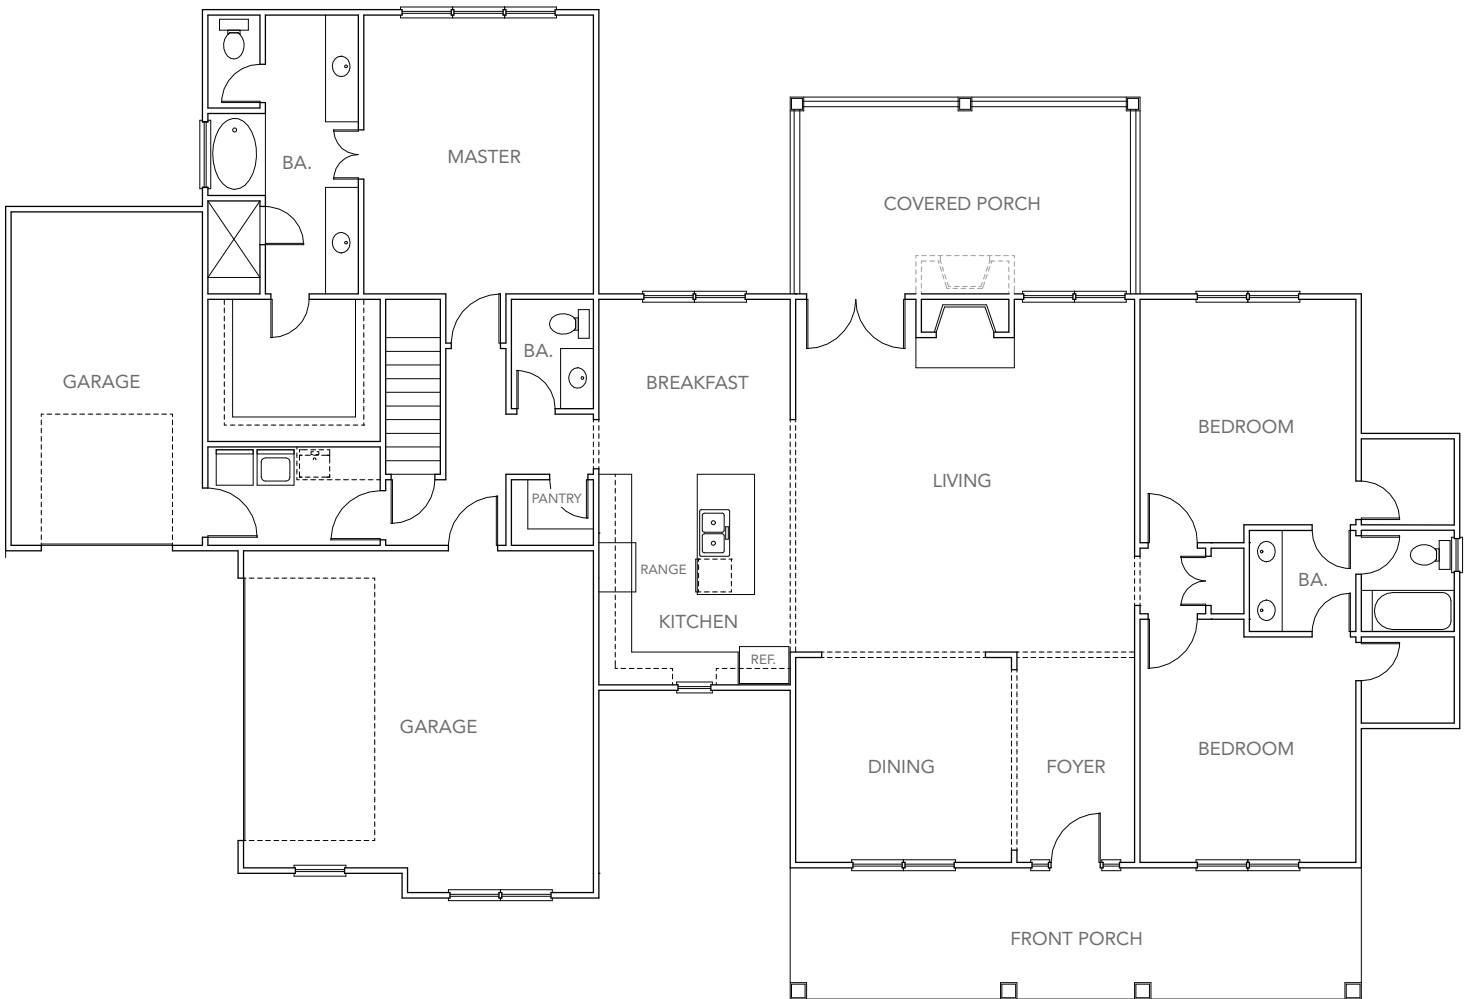 BA.
MASTER
COVERED PORCH
GARAGE
BA.
BREAKFAST
BEDROOM
LIVING
PANTRY
RANGE
BA.
KITCHEN
REF.
GARAGE
DINING
FOYER
BEDROOM
FRONT PORCH